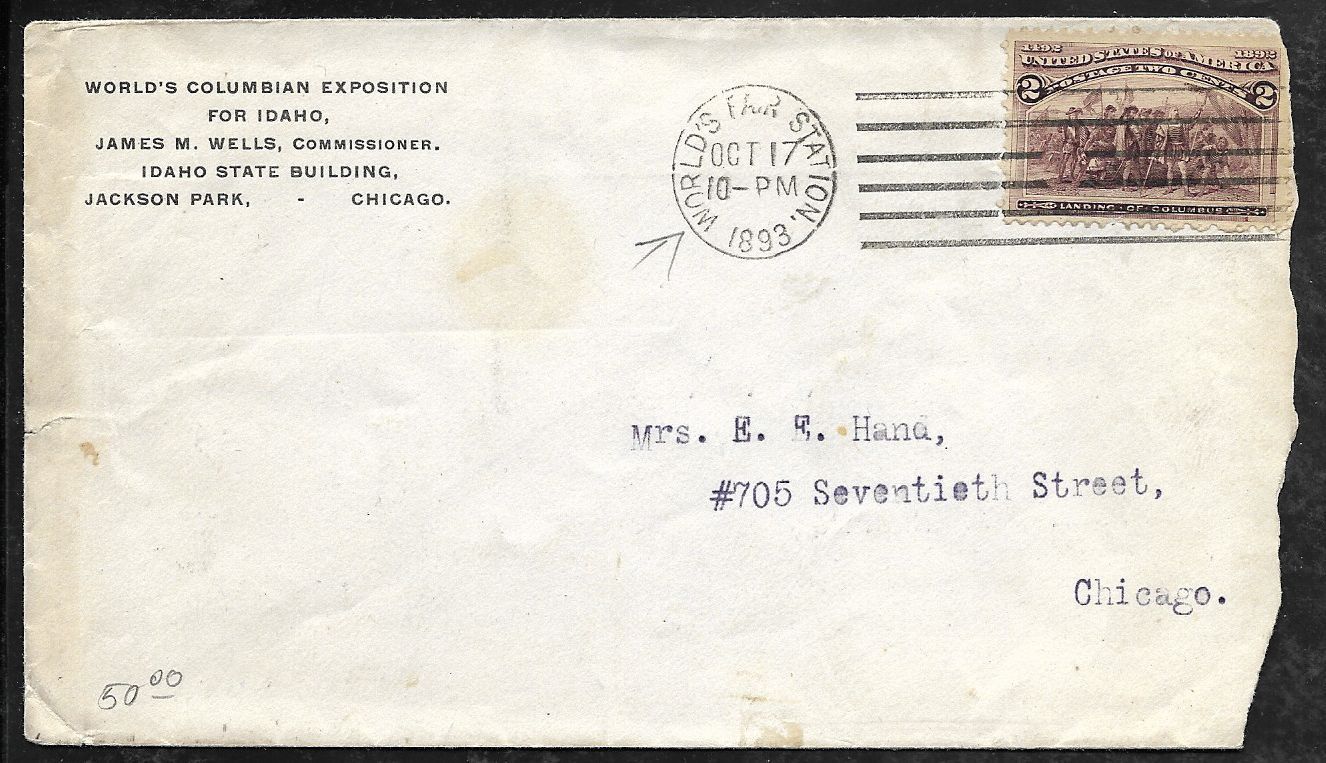 WORLD'S COLUMBIAN EXPOSITION
FOR IDAHO,
JAMES M. WELLS, COMMISSIONER.
IDAHO STATE BUILDING,
JACKSON PARK, - CHICAGO.
WORLD'S FAIR STATION,
OCT 17
10-PM
1893
1492 1892
UNITED STATES OF AMERICA
2 POSTAGE TWO CENTS 2
LANDING OF COLUMBUS
Mrs. E. E. Hand,
#705 Seventieth Street,
Chicago.
50 00